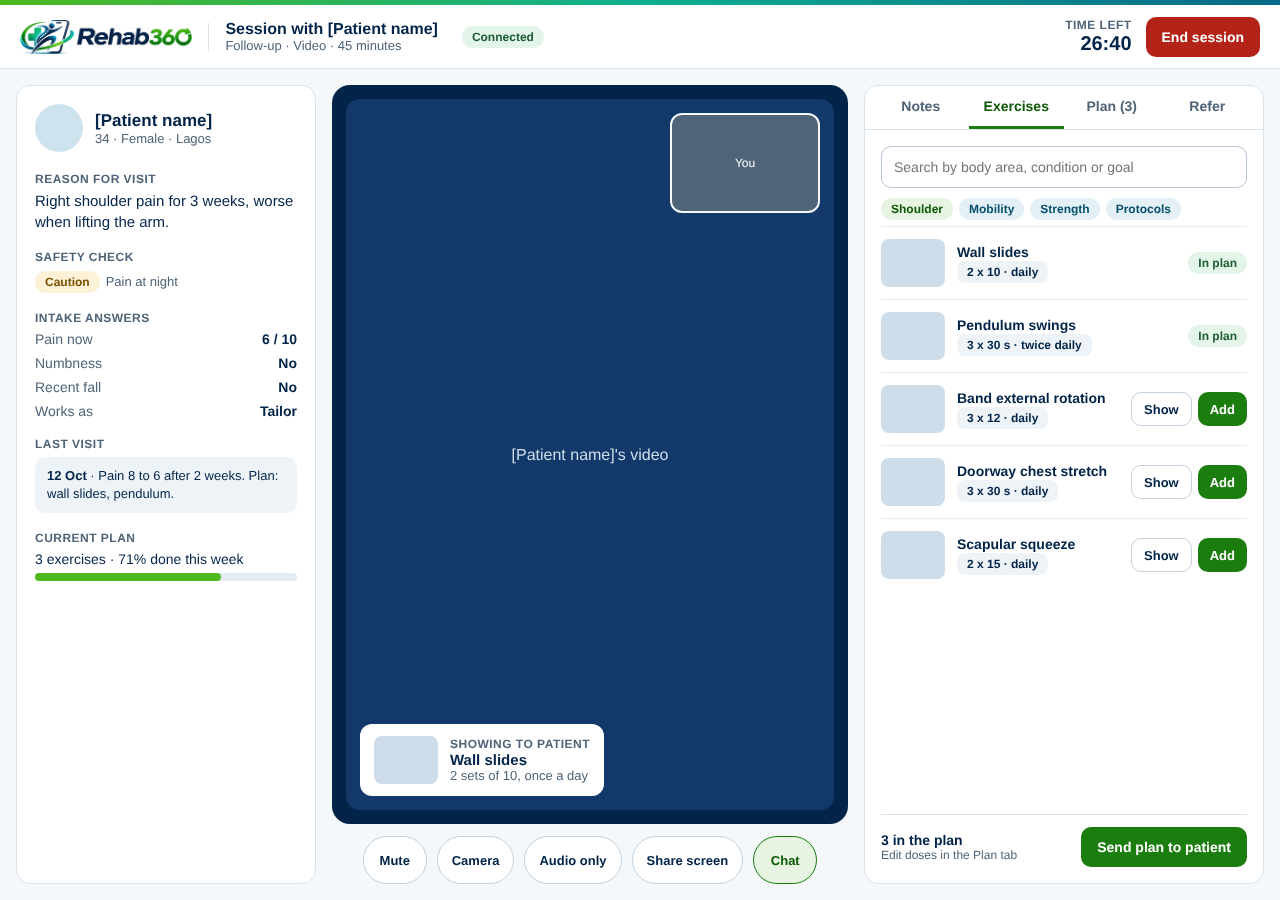 Rehab360
Session with [Patient name]
Follow-up · Video · 45 minutes
Connected
TIME LEFT
26:40
End session
[Patient name]
34 · Female · Lagos
REASON FOR VISIT
Right shoulder pain for 3 weeks, worse
when lifting the arm.
SAFETY CHECK
Caution Pain at night
INTAKE ANSWERS
Pain now 6 / 10
Numbness No
Recent fall No
Works as Tailor
LAST VISIT
12 Oct · Pain 8 to 6 after 2 weeks. Plan:
wall slides, pendulum.
CURRENT PLAN
3 exercises · 71% done this week
You
[Patient name]'s video
SHOWING TO PATIENT
Wall slides
2 sets of 10, once a day
Mute Camera Audio only Share screen Chat
Notes Exercises Plan (3) Refer
Search by body area, condition or goal
Shoulder Mobility Strength Protocols
Wall slides
2 x 10 · daily
In plan
Pendulum swings
3 x 30 s · twice daily
In plan
Band external rotation
3 x 12 · daily
Show Add
Doorway chest stretch
3 x 30 s · daily
Show Add
Scapular squeeze
2 x 15 · daily
Show Add
3 in the plan
Edit doses in the Plan tab
Send plan to patient